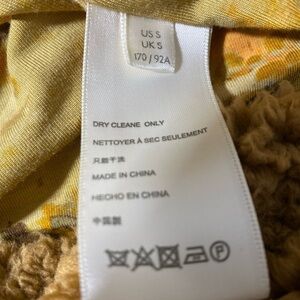 US S
UK S
170 / 92A
DRY CLEANE ONLY
NETTOYER À SEC SEULEMENT
只能干洗
MADE IN CHINA
HECHO EN CHINA
中国製
P